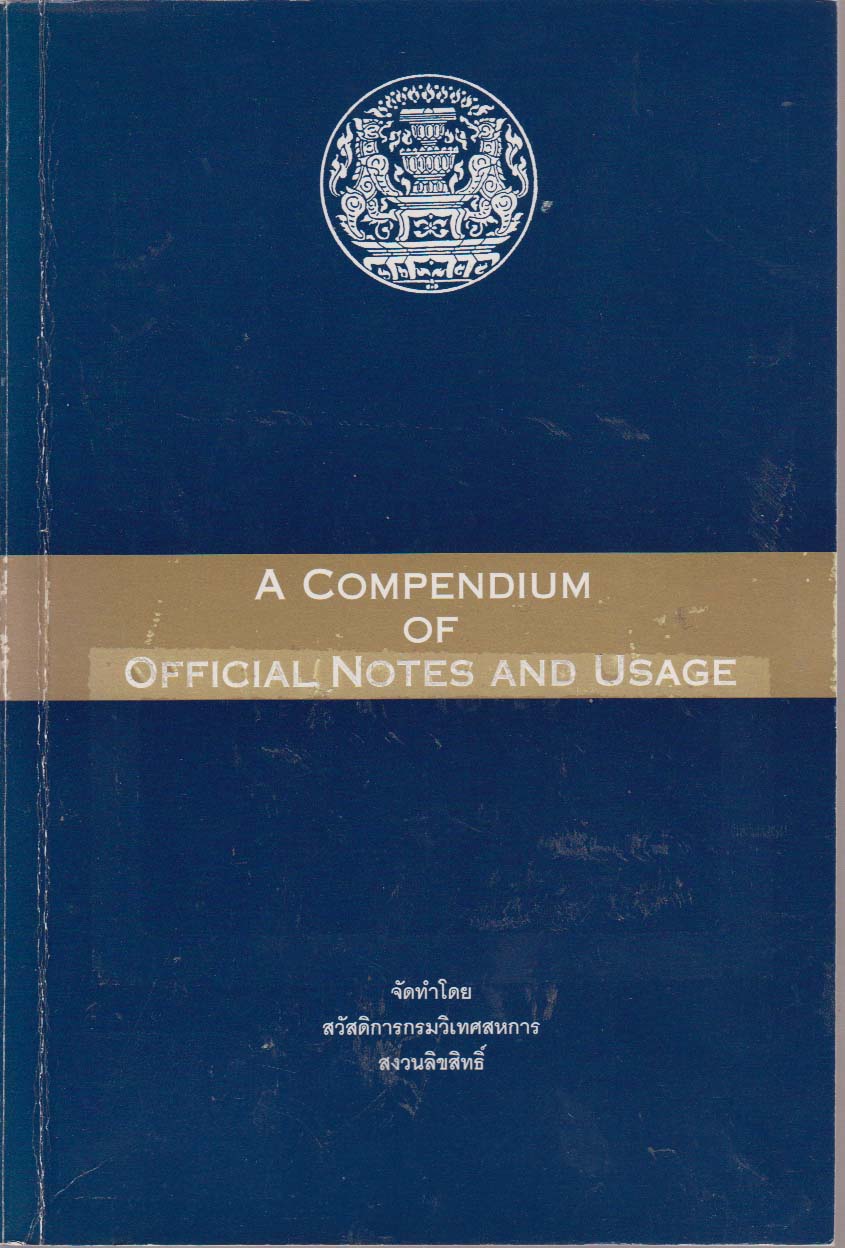 A COMPENDIUM
OF
OFFICIAL NOTES AND USAGE
จัดทำโดย
สวัสดิการกรมวิเทศสหการ
สงวนลิขสิทธิ์